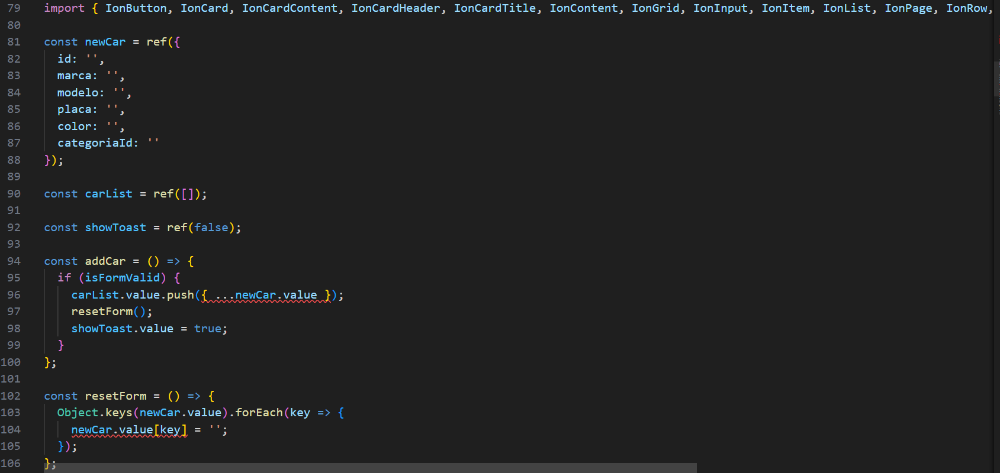 79 import { IonButton, IonCard, IonCardContent, IonCardHeader, IonCardTitle, IonContent, IonGrid, IonInput, IonItem, IonList, IonPage, IonRow,
80
81 const newCar = ref({
82   id: '',
83   marca: '',
84   modelo: '',
85   placa: '',
86   color: '',
87   categoriaId: ''
88 });
89
90 const carList = ref([]);
91
92 const showToast = ref(false);
93
94 const addCar = () => {
95   if (isFormValid) {
96     carList.value.push({ ...newCar.value });
97     resetForm();
98     showToast.value = true;
99   }
100 };
101
102 const resetForm = () => {
103   Object.keys(newCar.value).forEach(key => {
104     newCar.value[key] = '';
105   });
106 };